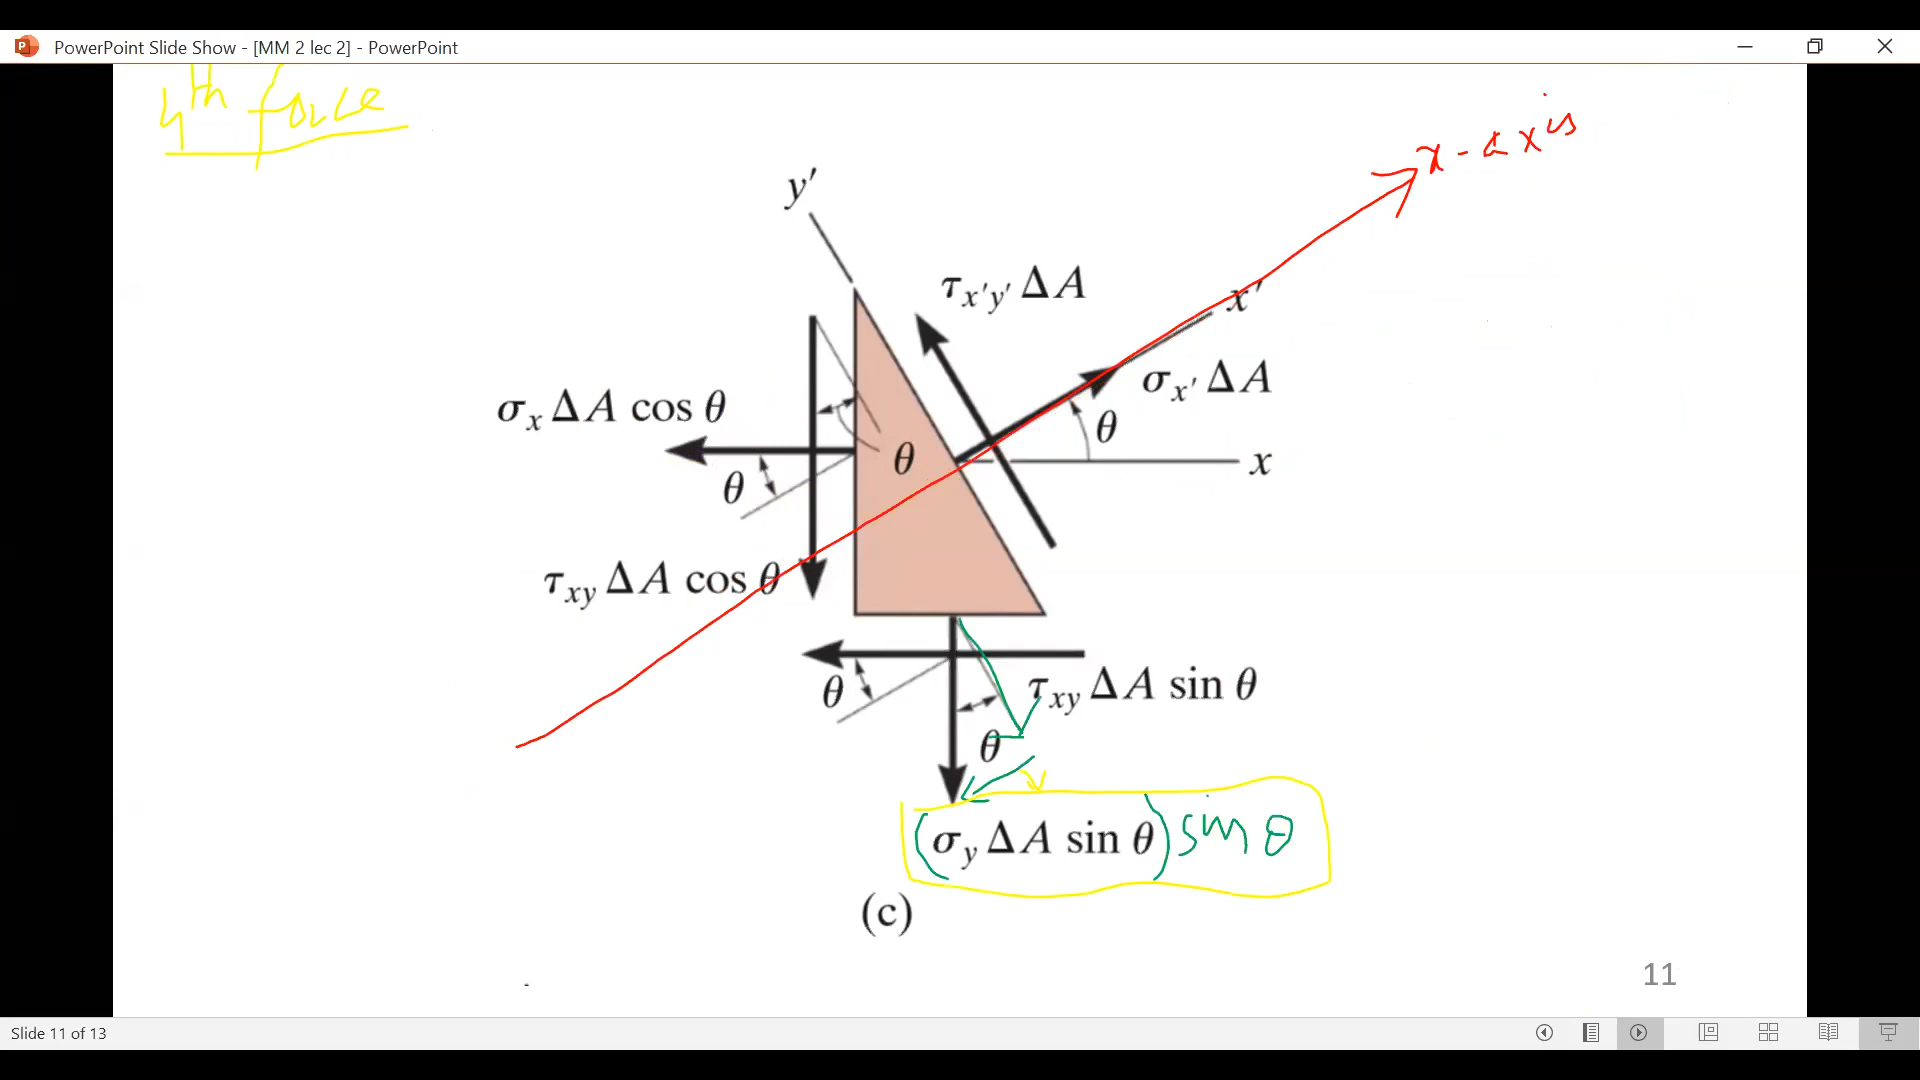 PowerPoint Slide Show - [MM 2 lec 2] - PowerPoint
4th force
x-axis
y′
τx′y′ ΔA
x′
σx′ ΔA
σx ΔA cos θ
θ
θ
x
θ
τxy ΔA cos θ
τxy ΔA sin θ
θ
θ
(σy ΔA sin θ) sin θ
(c)
11
Slide 11 of 13